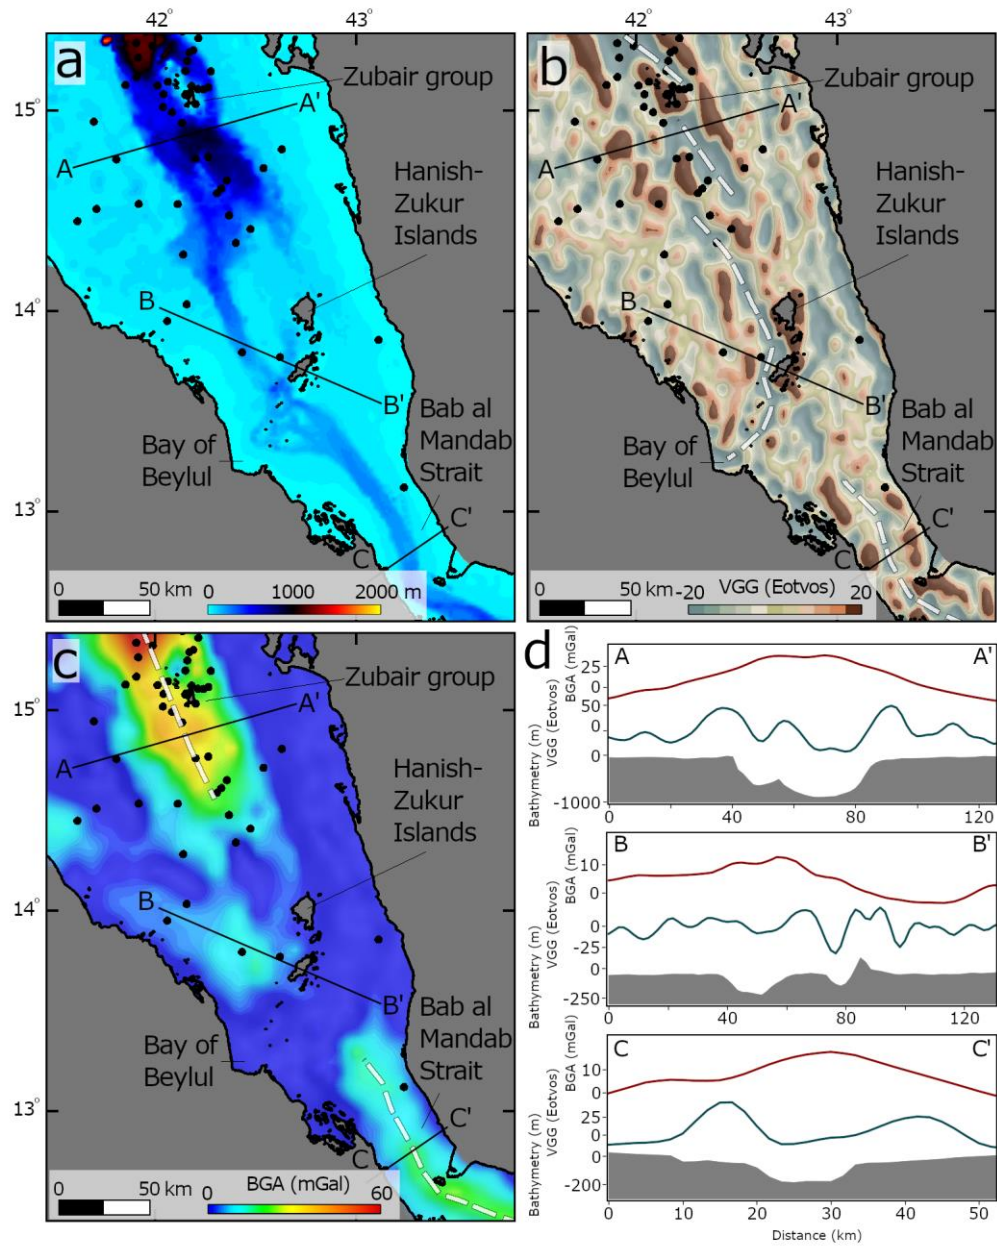 42° 43° 42° 43°
a
Zubair group
15°
A A'
Hanish-
Zukur
Islands
14°
B B'
Bab al
Mandab
Strait
Bay of
Beylul
13°
C C'
0 50 km
0 1000 2000 m
b
Zubair group
A A'
Hanish-
Zukur
Islands
B B'
Bab al
Mandab
Strait
Bay of
Beylul
C C'
0 50 km
-20 VGG (Eotvos) 20
c
Zubair group
15°
A A'
Hanish-
Zukur
Islands
14°
B B'
Bab al
Mandab
Strait
Bay of
Beylul
13°
C C'
0 50 km
0 BGA (mGal) 60
d
A A'
BGA (mGal)
25
0
VGG (Eotvos)
50
0
Bathymetry (m)
0
-1000
0 40 80 120
B B'
BGA (mGal)
10
0
VGG (Eotvos)
0
-25
Bathymetry (m)
0
-250
0 40 80 120
C C'
BGA (mGal)
10
0
VGG (Eotvos)
25
0
Bathymetry (m)
0
-200
0 10 20 30 40 50
Distance (km)